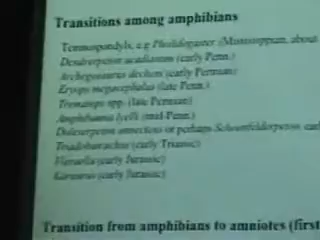 Transitions among amphibians
Temnospondyls, e.g Pholidogaster (Mississippian, about
Dendrerpeton acadianum (early Penn.)
Archegosaurus decheni (early Permian)
Eryops megacephalus (late Penn.)
Trematops spp. (late Permian)
Amphibamus lyelli (mid-Penn.)
Doleserpeton annectens or perhaps Schoenfelderpeton
Triadobatrachus (early Triassic)
Vieraella (early Jurassic)
Karaurus (early Jurassic)
Transition from amphibians to amniotes (first